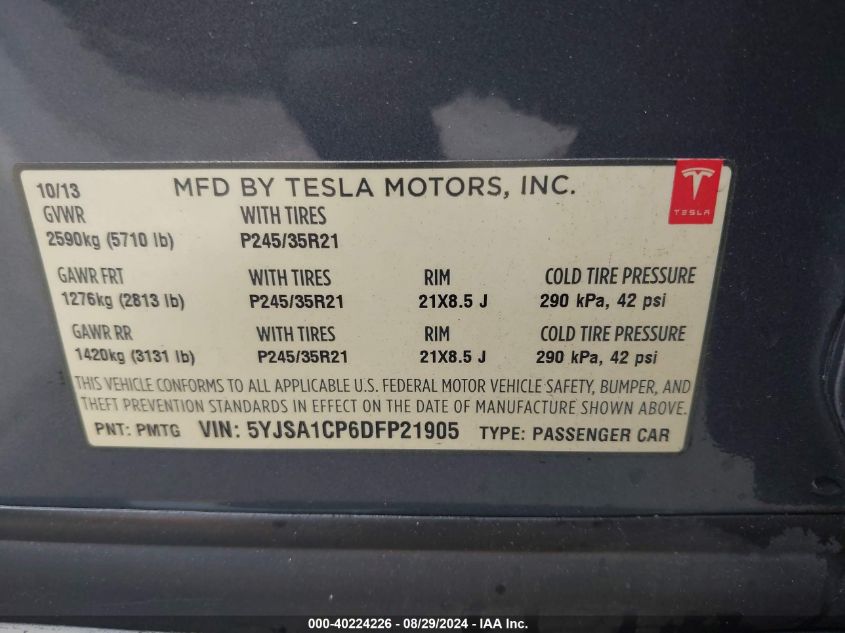 10/13 MFD BY TESLA MOTORS, INC.
TESLA
GVWR WITH TIRES
2590kg (5710 lb) P245/35R21
GAWR FRT WITH TIRES RIM COLD TIRE PRESSURE
1276kg (2813 lb) P245/35R21 21X8.5 J 290 kPa, 42 psi
GAWR RR WITH TIRES RIM COLD TIRE PRESSURE
1420kg (3131 lb) P245/35R21 21X8.5 J 290 kPa, 42 psi
THIS VEHICLE CONFORMS TO ALL APPLICABLE U.S. FEDERAL MOTOR VEHICLE SAFETY, BUMPER, AND
THEFT PREVENTION STANDARDS IN EFFECT ON THE DATE OF MANUFACTURE SHOWN ABOVE.
PNT: PMTG VIN: 5YJSA1CP6DFP21905 TYPE: PASSENGER CAR
000-40224226 - 08/29/2024 - IAA Inc.